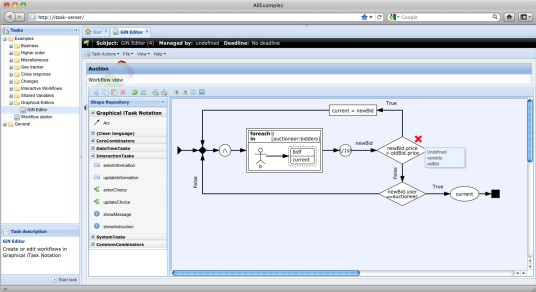 AllExamples
http://itask-server/
Google
Tasks
Examples
Business
Higher order
Miscellaneous
Geo tracker
Crisis response
Changes
Interactive Workflows
Shared Variables
Graphical Editors
GIN Editor
Workflow starter
General
Task description
GIN Editor
Create or edit workflows in
Graphical iTask Notation
Start task
Start
GIN Editor
Subject: GIN Editor (4) Managed by: undefined Deadline: No deadline
Task Actions File View Help
Auction
Workflow view
Shape Repository
Graphical iTask Notation
Arc
(Clean language)
CoreCombinators
DateTimeTasks
InteractionTasks
enterInformation
updateInformation
enterChoice
updateChoice
showMessage
showInstruction
SystemTasks
CommonCombinators
current = newBid
True
foreach b
in [auctioneer:bidders]
bidf
current
b
newBid
newBid.price
> oldBid.price
Undefined
variable
oldBid
False
False
newBid.user
==auctioneer
True
current